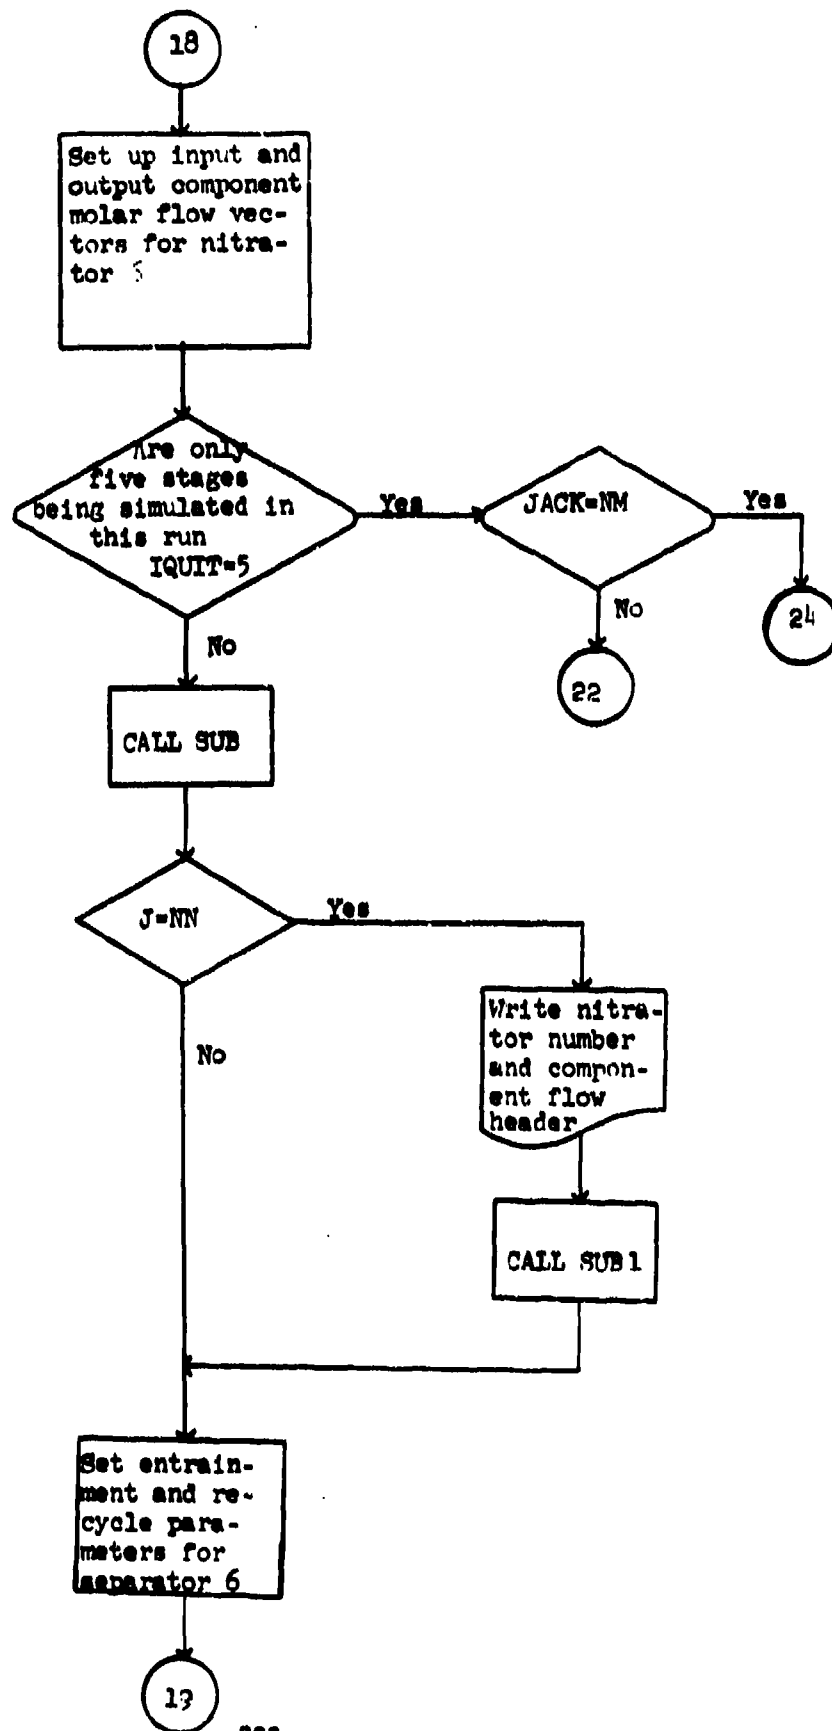 18
Set up input and
output component
molar flow vec-
tors for nitra-
tor
Are only
five stages
being simulated in
this run
IQUIT=5
Yes
JACK=NM
Yes
24
No
22
No
CALL SUB
J=NN
Yes
No
Write nitra-
tor number
and compon-
ent flow
header
CALL SUB1
Set entrain-
ment and re-
cycle para-
meters for
separator 6
19